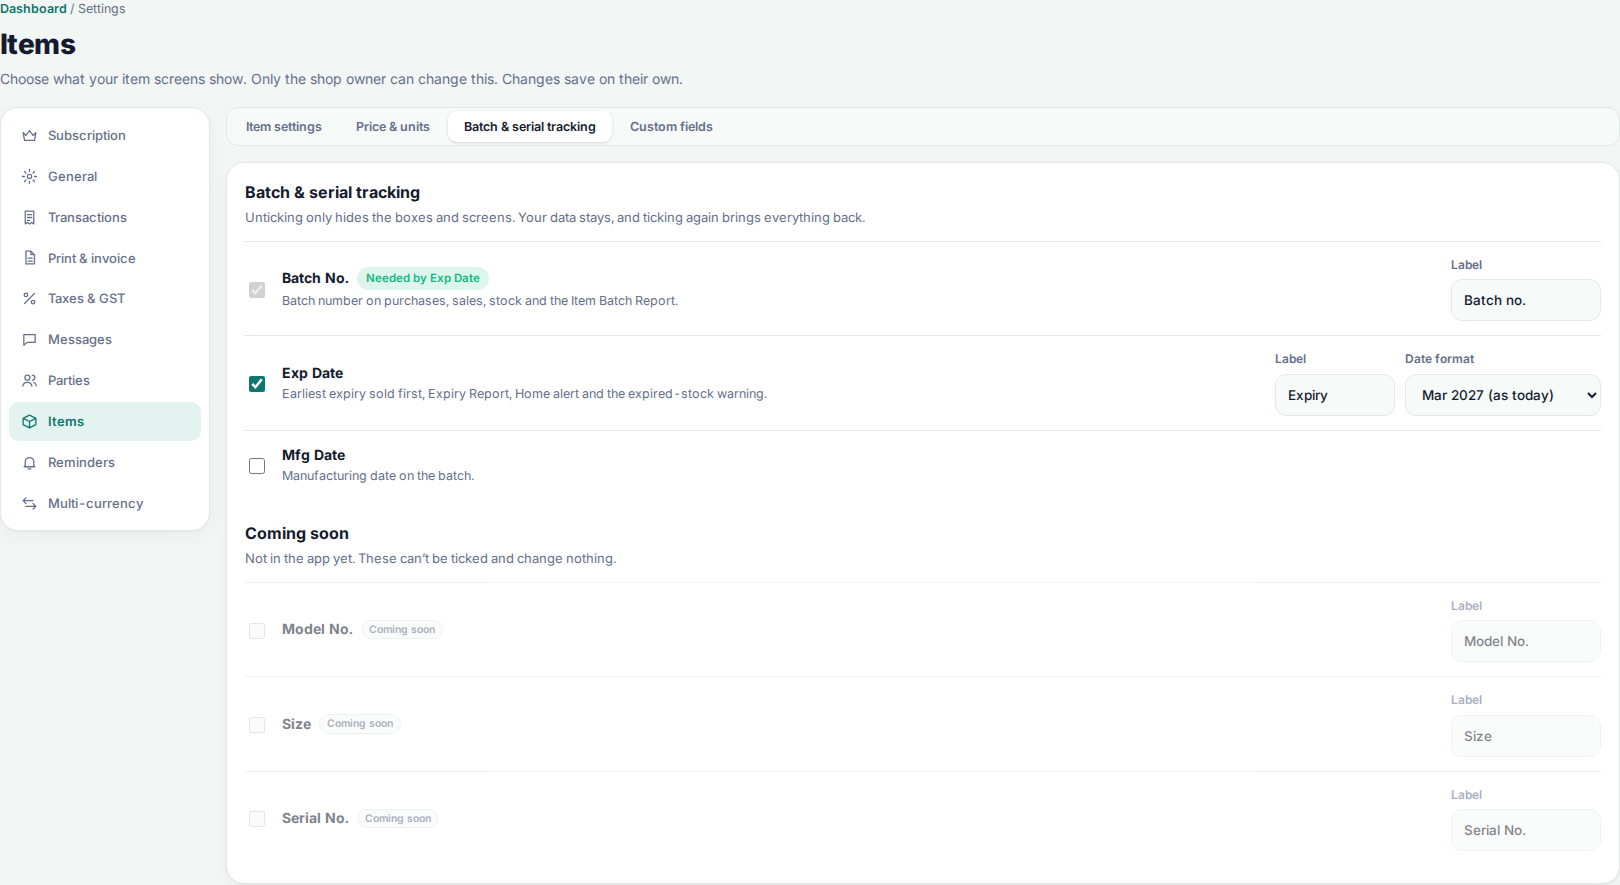 Dashboard / Settings
Items
Choose what your item screens show. Only the shop owner can change this. Changes save on their own.
Subscription
General
Transactions
Print & invoice
Taxes & GST
Messages
Parties
Items
Reminders
Multi-currency
Item settings
Price & units
Batch & serial tracking
Custom fields
Batch & serial tracking
Unticking only hides the boxes and screens. Your data stays, and ticking again brings everything back.
Batch No. Needed by Exp Date
Batch number on purchases, sales, stock and the Item Batch Report.
Label
Batch no.
Exp Date
Earliest expiry sold first, Expiry Report, Home alert and the expired-stock warning.
Label
Expiry
Date format
Mar 2027 (as today)
Mfg Date
Manufacturing date on the batch.
Coming soon
Not in the app yet. These can't be ticked and change nothing.
Model No. Coming soon
Label
Model No.
Size Coming soon
Label
Size
Serial No. Coming soon
Label
Serial No.